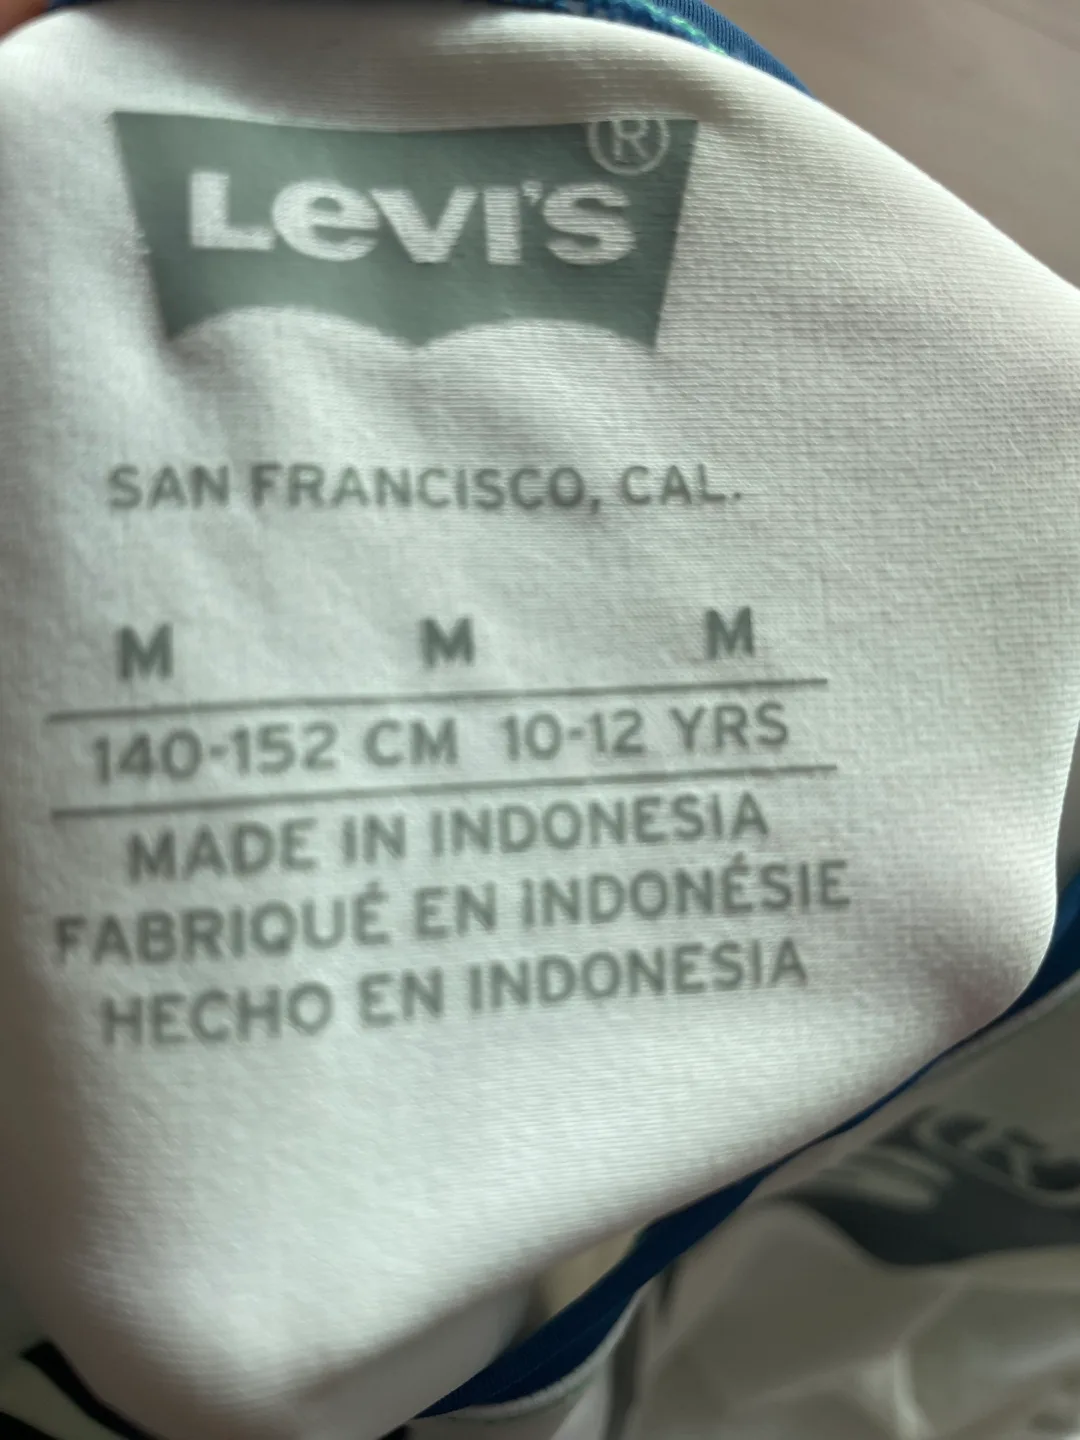 Levi's®
SAN FRANCISCO, CAL.
M M M
140-152 CM 10-12 YRS
MADE IN INDONESIA
FABRIQUÉ EN INDONÉSIE
HECHO EN INDONESIA